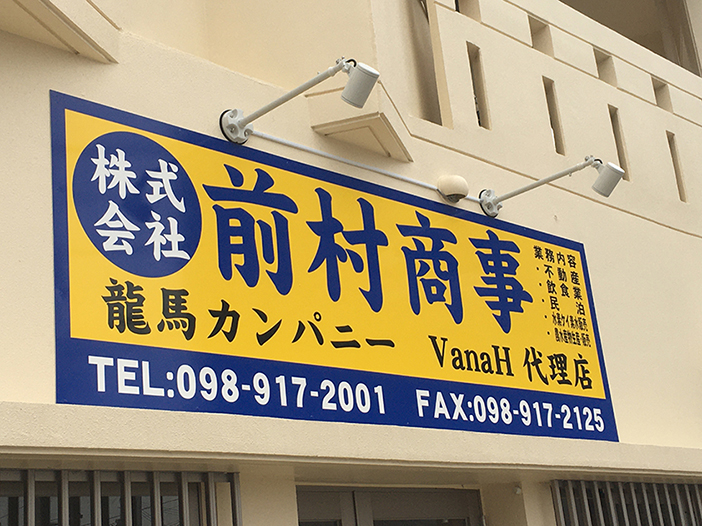 株式
会社
前村商事
業務内容
・不動産
・飲食業
・民泊
龍馬カンパニー
VanaH 代理店
TEL:098-917-2001 FAX:098-917-2125